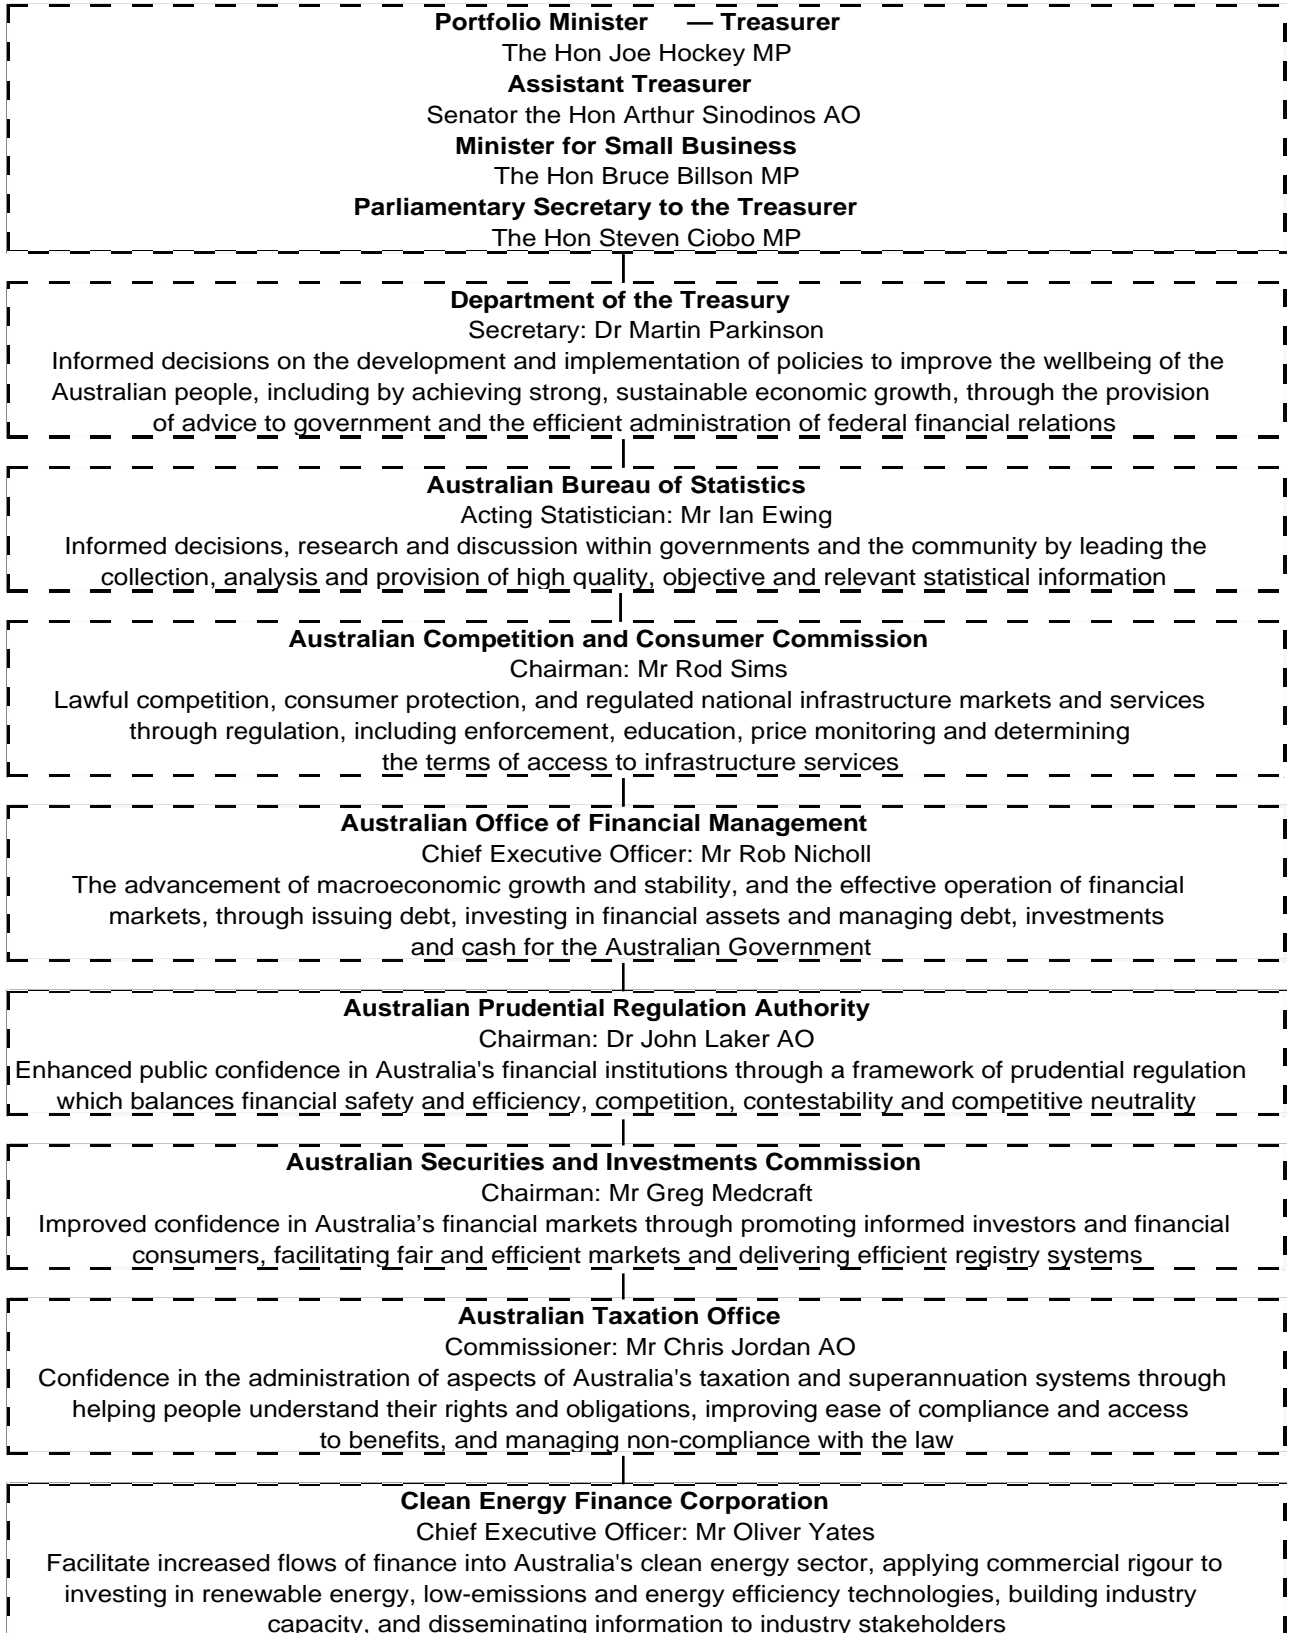 Portfolio Minister — Treasurer
The Hon Joe Hockey MP
Assistant Treasurer
Senator the Hon Arthur Sinodinos AO
Minister for Small Business
The Hon Bruce Billson MP
Parliamentary Secretary to the Treasurer
The Hon Steven Ciobo MP
Department of the Treasury
Secretary: Dr Martin Parkinson
Informed decisions on the development and implementation of policies to improve the wellbeing of the
Australian people, including by achieving strong, sustainable economic growth, through the provision
of advice to government and the efficient administration of federal financial relations
Australian Bureau of Statistics
Acting Statistician: Mr Ian Ewing
Informed decisions, research and discussion within governments and the community by leading the
collection, analysis and provision of high quality, objective and relevant statistical information
Australian Competition and Consumer Commission
Chairman: Mr Rod Sims
Lawful competition, consumer protection, and regulated national infrastructure markets and services
through regulation, including enforcement, education, price monitoring and determining
the terms of access to infrastructure services
Australian Office of Financial Management
Chief Executive Officer: Mr Rob Nicholl
The advancement of macroeconomic growth and stability, and the effective operation of financial
markets, through issuing debt, investing in financial assets and managing debt, investments
and cash for the Australian Government
Australian Prudential Regulation Authority
Chairman: Dr John Laker AO
Enhanced public confidence in Australia's financial institutions through a framework of prudential regulation
which balances financial safety and efficiency, competition, contestability and competitive neutrality
Australian Securities and Investments Commission
Chairman: Mr Greg Medcraft
Improved confidence in Australia’s financial markets through promoting informed investors and financial
consumers, facilitating fair and efficient markets and delivering efficient registry systems
Australian Taxation Office
Commissioner: Mr Chris Jordan AO
Confidence in the administration of aspects of Australia's taxation and superannuation systems through
helping people understand their rights and obligations, improving ease of compliance and access
to benefits, and managing non-compliance with the law
Clean Energy Finance Corporation
Chief Executive Officer: Mr Oliver Yates
Facilitate increased flows of finance into Australia's clean energy sector, applying commercial rigour to
investing in renewable energy, low-emissions and energy efficiency technologies, building industry
capacity, and disseminating information to industry stakeholders